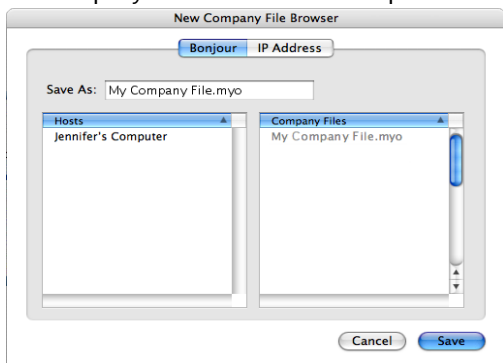 New Company File Browser
Bonjour IP Address
Save As: My Company File.myo
Hosts Company Files
Jennifer's Computer My Company File.myo
Cancel Save